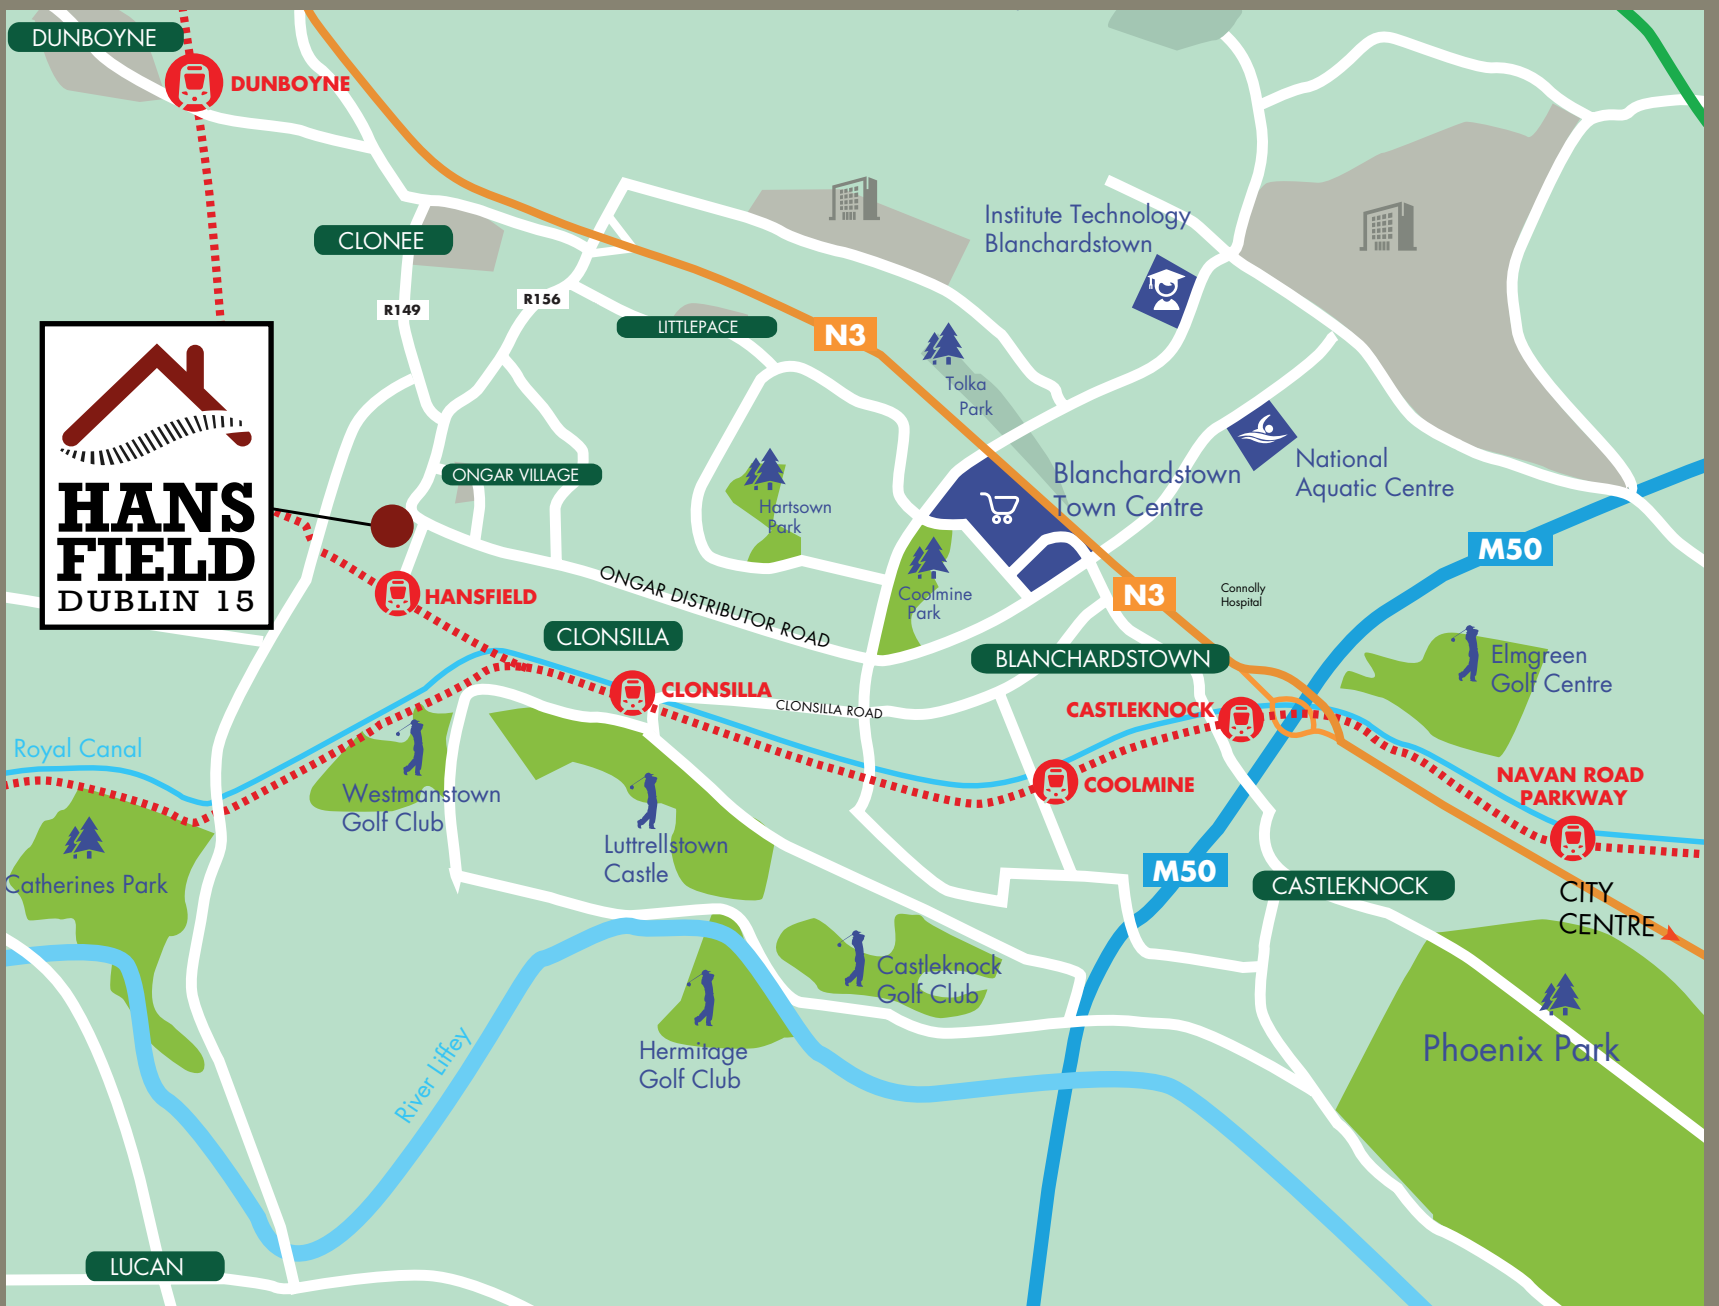 DUNBOYNE
DUNBOYNE
CLONEE
R149
R156
LITTLEPACE
N3
Institute Technology
Blanchardstown
Tolka
Park
HANS
FIELD
DUBLIN 15
ONGAR VILLAGE
Hartsown
Park
Blanchardstown
Town Centre
National
Aquatic Centre
M50
HANSFIELD
ONGAR DISTRIBUTOR ROAD
Coolmine
Park
N3
Connolly
Hospital
CLONSILLA
BLANCHARDSTOWN
Elmgreen
Golf Centre
CLONSILLA
CLONSILLA ROAD
CASTLEKNOCK
Royal Canal
COOLMINE
NAVAN ROAD
PARKWAY
Westmanstown
Golf Club
Luttrellstown
Castle
M50
CASTLEKNOCK
Catherines Park
CITY
CENTRE
Castleknock
Golf Club
River Liffey
Hermitage
Golf Club
Phoenix Park
LUCAN